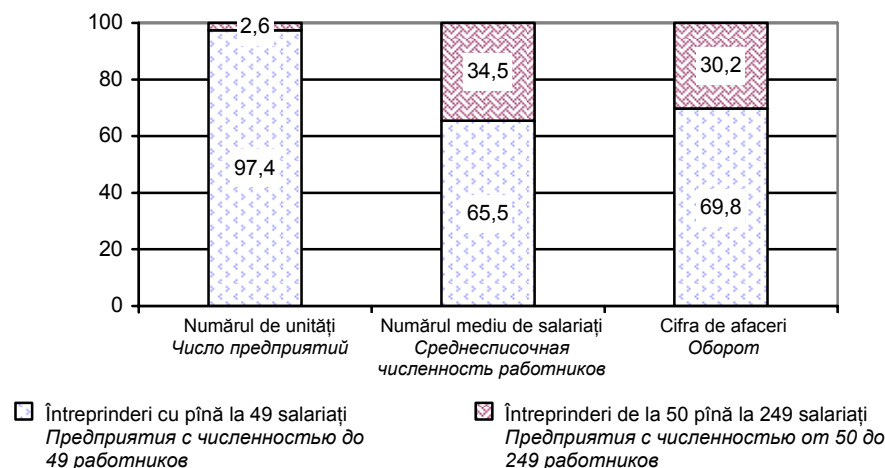 100
80
60
40
20
0
2,6
97,4
34,5
65,5
30,2
69,8
Numărul de unități
Число предприятий
Numărul mediu de salariați
Среднесписочная
численность работников
Cifra de afaceri
Оборот
Întreprinderi cu pînă la 49 salariați
Предприятия с численностью до
49 работников
Întreprinderi de la 50 pînă la 249 salariați
Предприятия с численностью от 50 до
249 работников